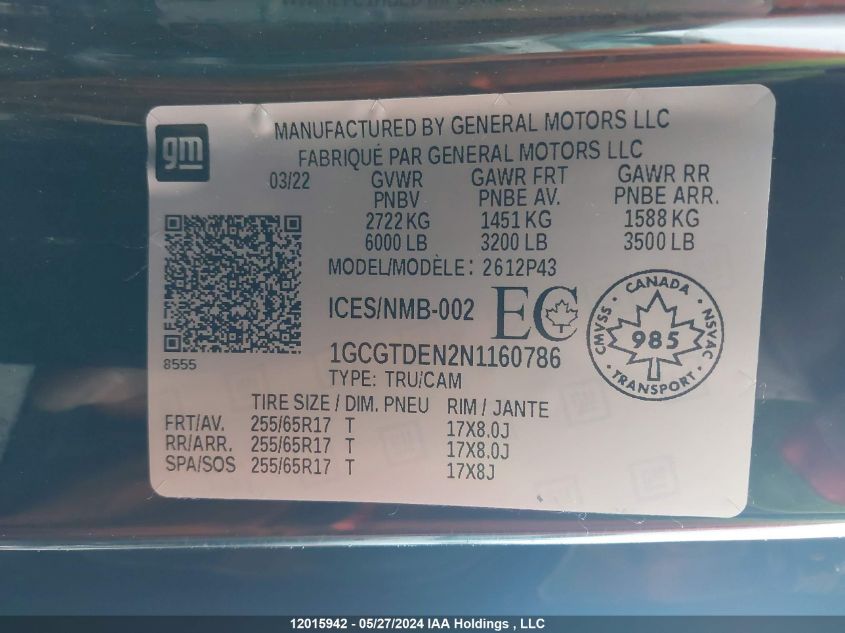 gm
MANUFACTURED BY GENERAL MOTORS LLC
FABRIQUÉ PAR GENERAL MOTORS LLC
03/22 GVWR GAWR FRT GAWR RR
PNBV PNBE AV. PNBE ARR.
2722 KG 1451 KG 1588 KG
6000 LB 3200 LB 3500 LB
MODEL/MODÈLE: 2612P43
ICES/NMB-002 EC
CANADA
CMVSS 985 NSVAC
TRANSPORT
8555
1GCGTDEN2N1160786
TYPE: TRU/CAM
TIRE SIZE / DIM. PNEU RIM / JANTE
FRT/AV. 255/65R17 T 17X8.0J
RR/ARR. 255/65R17 T 17X8.0J
SPA/SOS 255/65R17 T 17X8J
12015942 - 05/27/2024 IAA Holdings , LLC